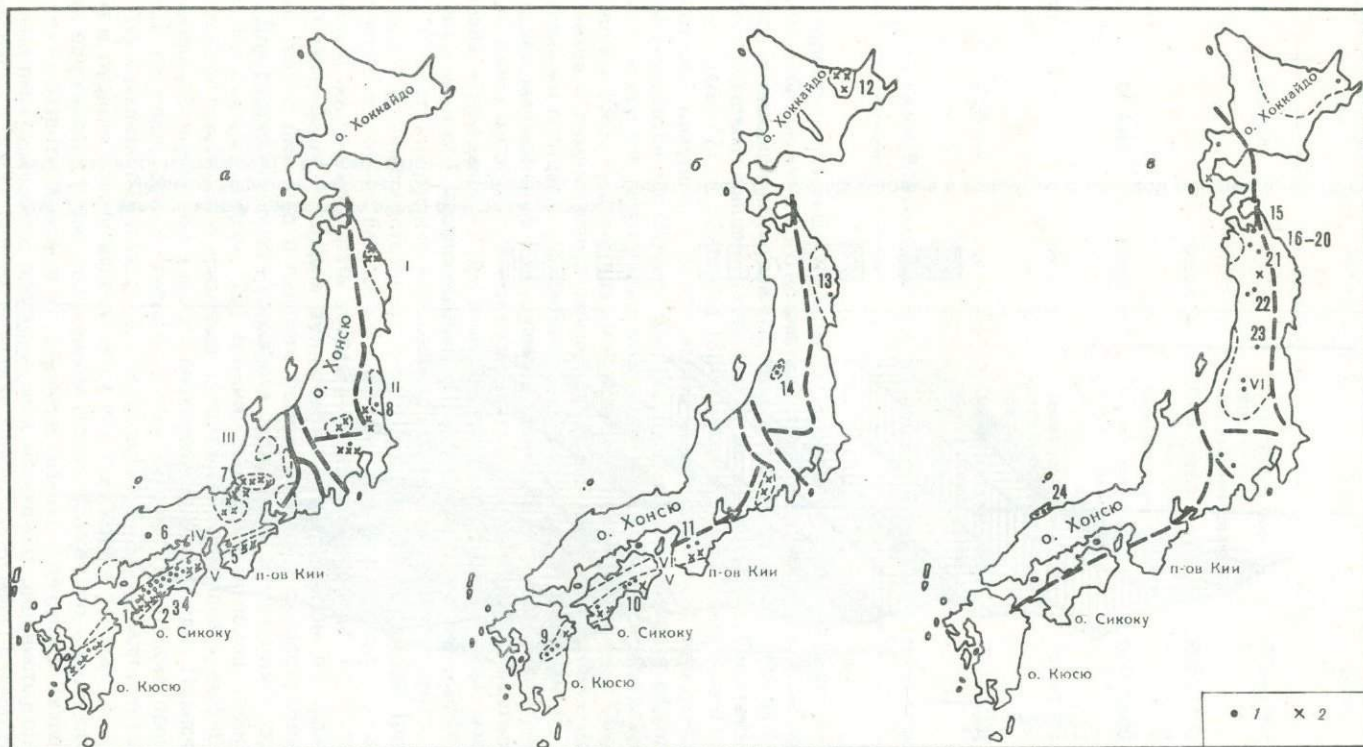 а
о. Хоккайдо
I
Хонсю
о.
II
8
III
7
6
IV
5
V
п-ов Кии
1
2
34
о. Сикоку
о. Кюсю
б
о. Хоккайдо
12
13
14
о. Хонсю
11
VI
V
п-ов Кии
10
9
о. Сикоку
о. Кюсю
в
о. Хоккайдо
15
16–20
21
22
23
VI
24
о. Хонсю
п-ов Кии
о. Сикоку
о. Кюсю
• 1 × 2